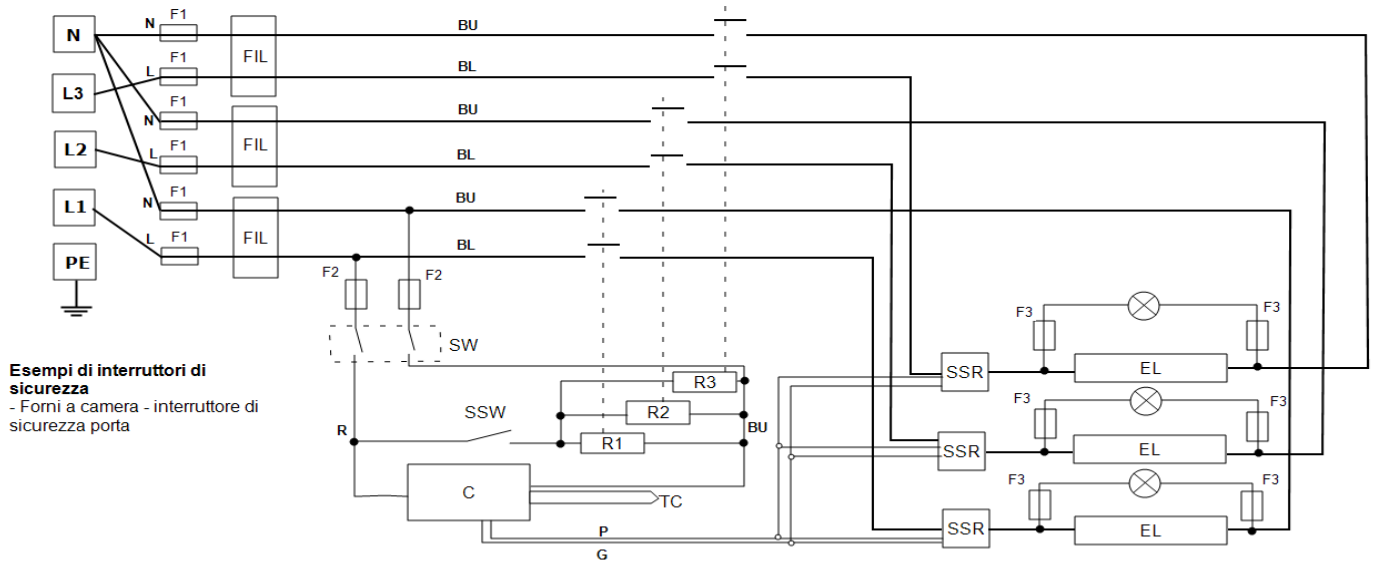 N
L3
L2
L1
PE
N
L
N
L
N
L
F1
F1
F1
F1
F1
F1
FIL
FIL
FIL
BU
BL
BU
BL
BU
BL
F2
F2
SW
Esempi di interruttori di
sicurezza
- Forni a camera - interruttore di
sicurezza porta
R
SSW
R3
R2
R1
BU
C
TC
P
G
SSR
SSR
SSR
F3
F3
EL
F3
F3
EL
F3
F3
EL